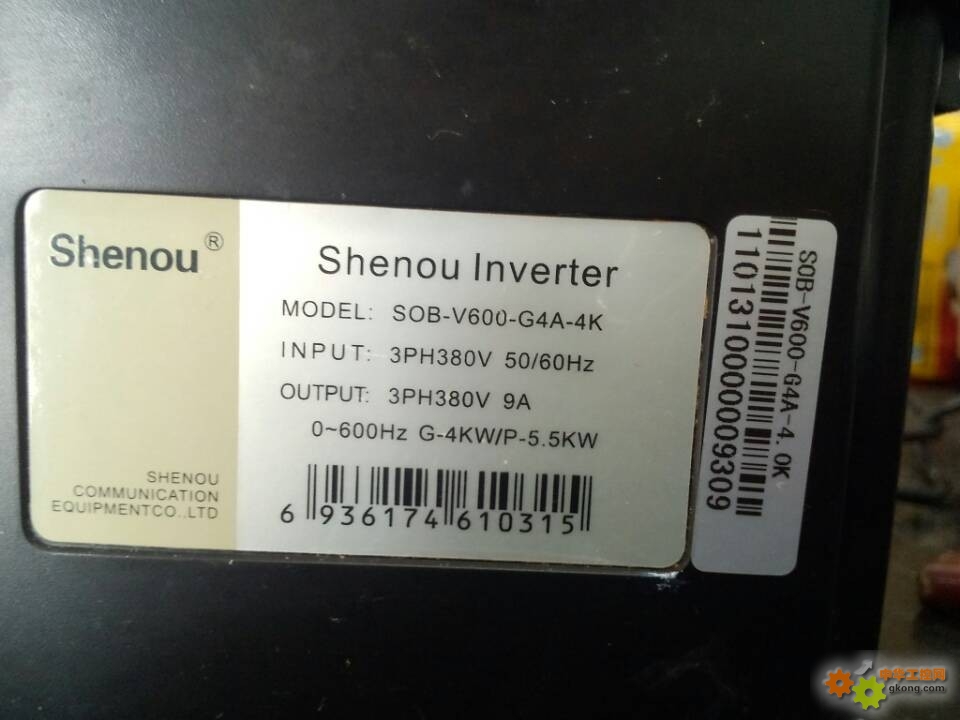 Shenou®
Shenou Inverter
MODEL: SOB-V600-G4A-4K
INPUT: 3PH380V 50/60Hz
OUTPUT: 3PH380V 9A
0~600Hz G-4KW/P-5.5KW
SHENOU
COMMUNICATION
EQUIPMENTCO.,LTD
6 936174 610315
SOB-V600-G4A-4.0K
1101310000009309
中华工控网
gkong.com